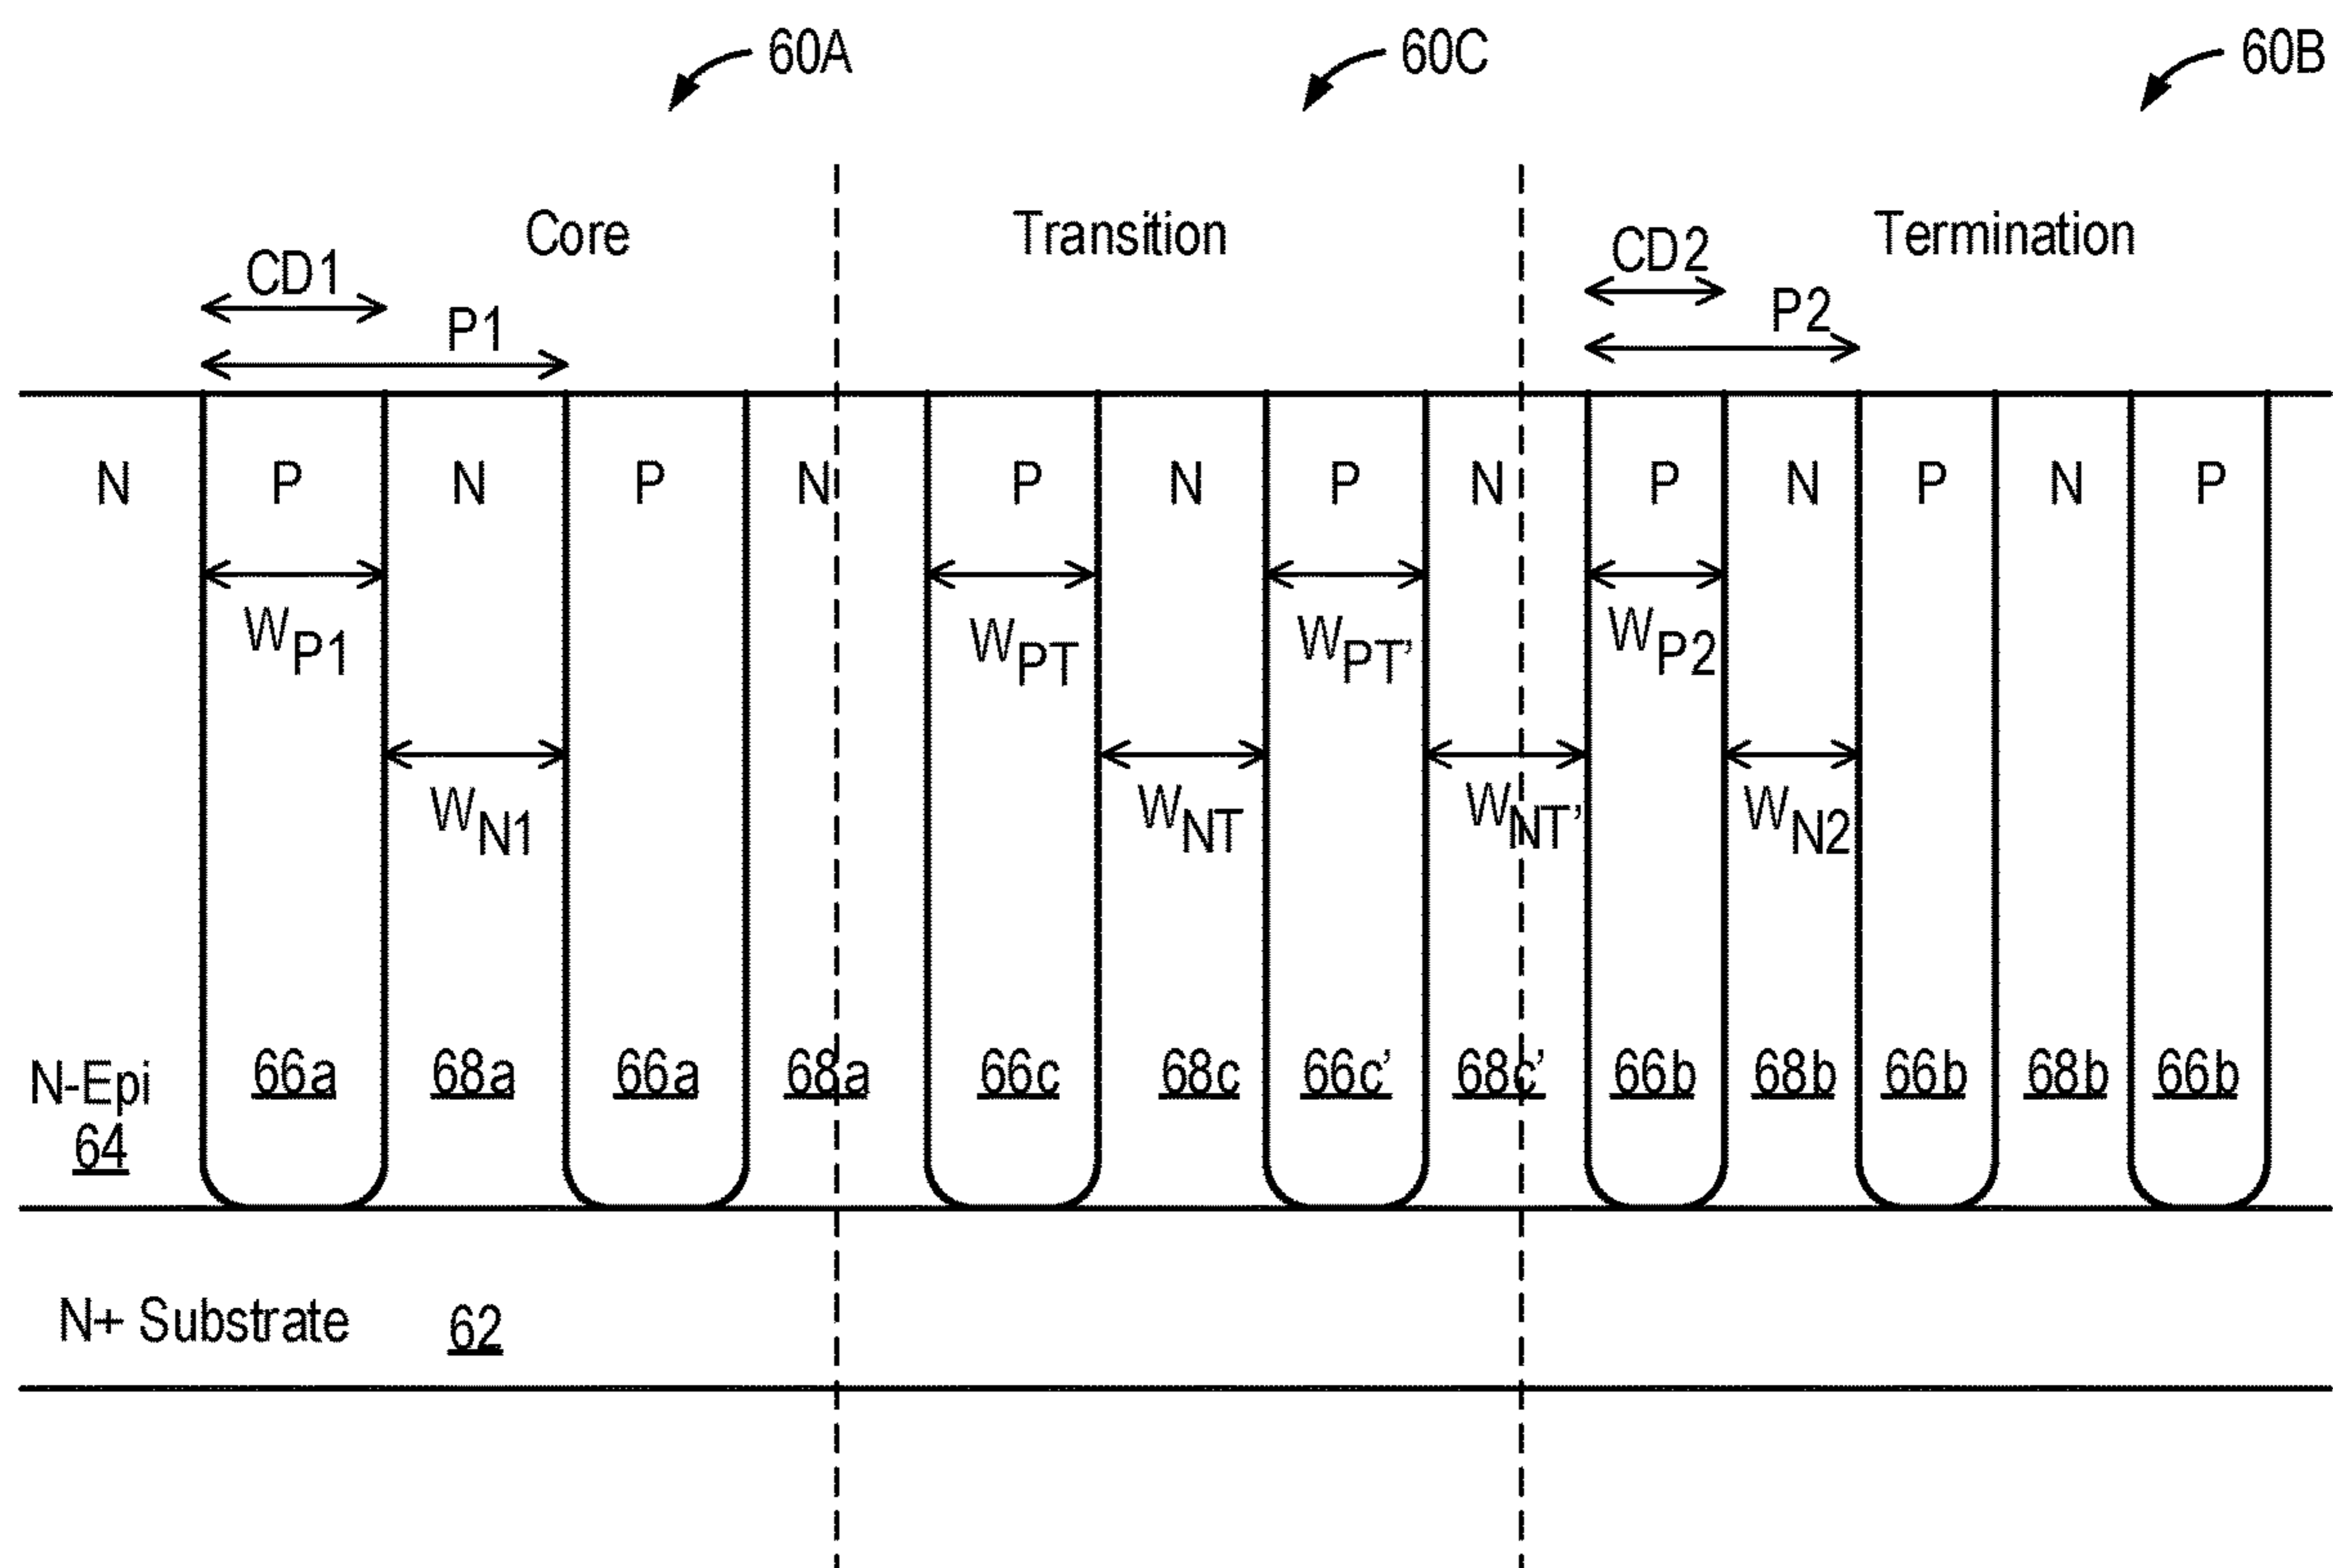 60A 60C 60B
Core Transition Termination
CD1 CD2
P1 P2
N P N P N P N P N P N P N P
WP1 WPT WPT' WP2
WN1 WNT WNT' WN2
N-Epi 66a 68a 66a 68a 66c 68c 66c' 68c' 66b 68b 66b 68b 66b
64
N+ Substrate 62